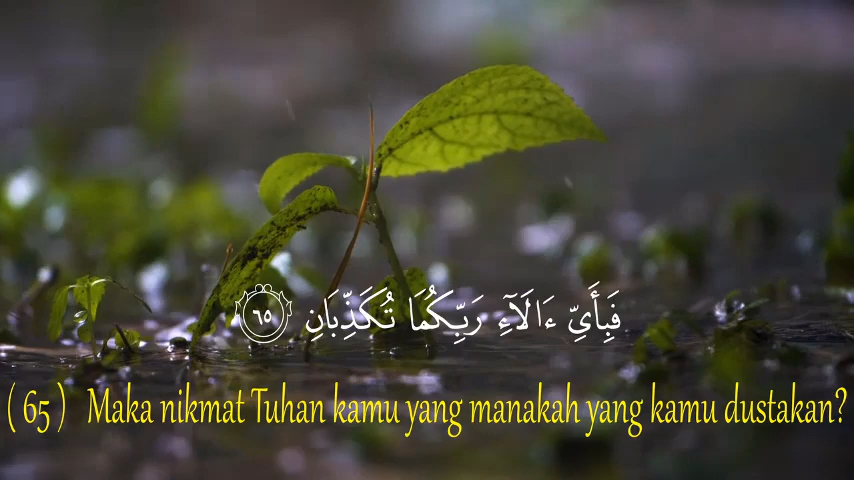 فَبِأَيِّ ءَالَآءِ رَبِّكُمَا تُكَذِّبَانِ ٦٥
( 65 ) Maka nikmat Tuhan kamu yang manakah yang kamu dustakan?